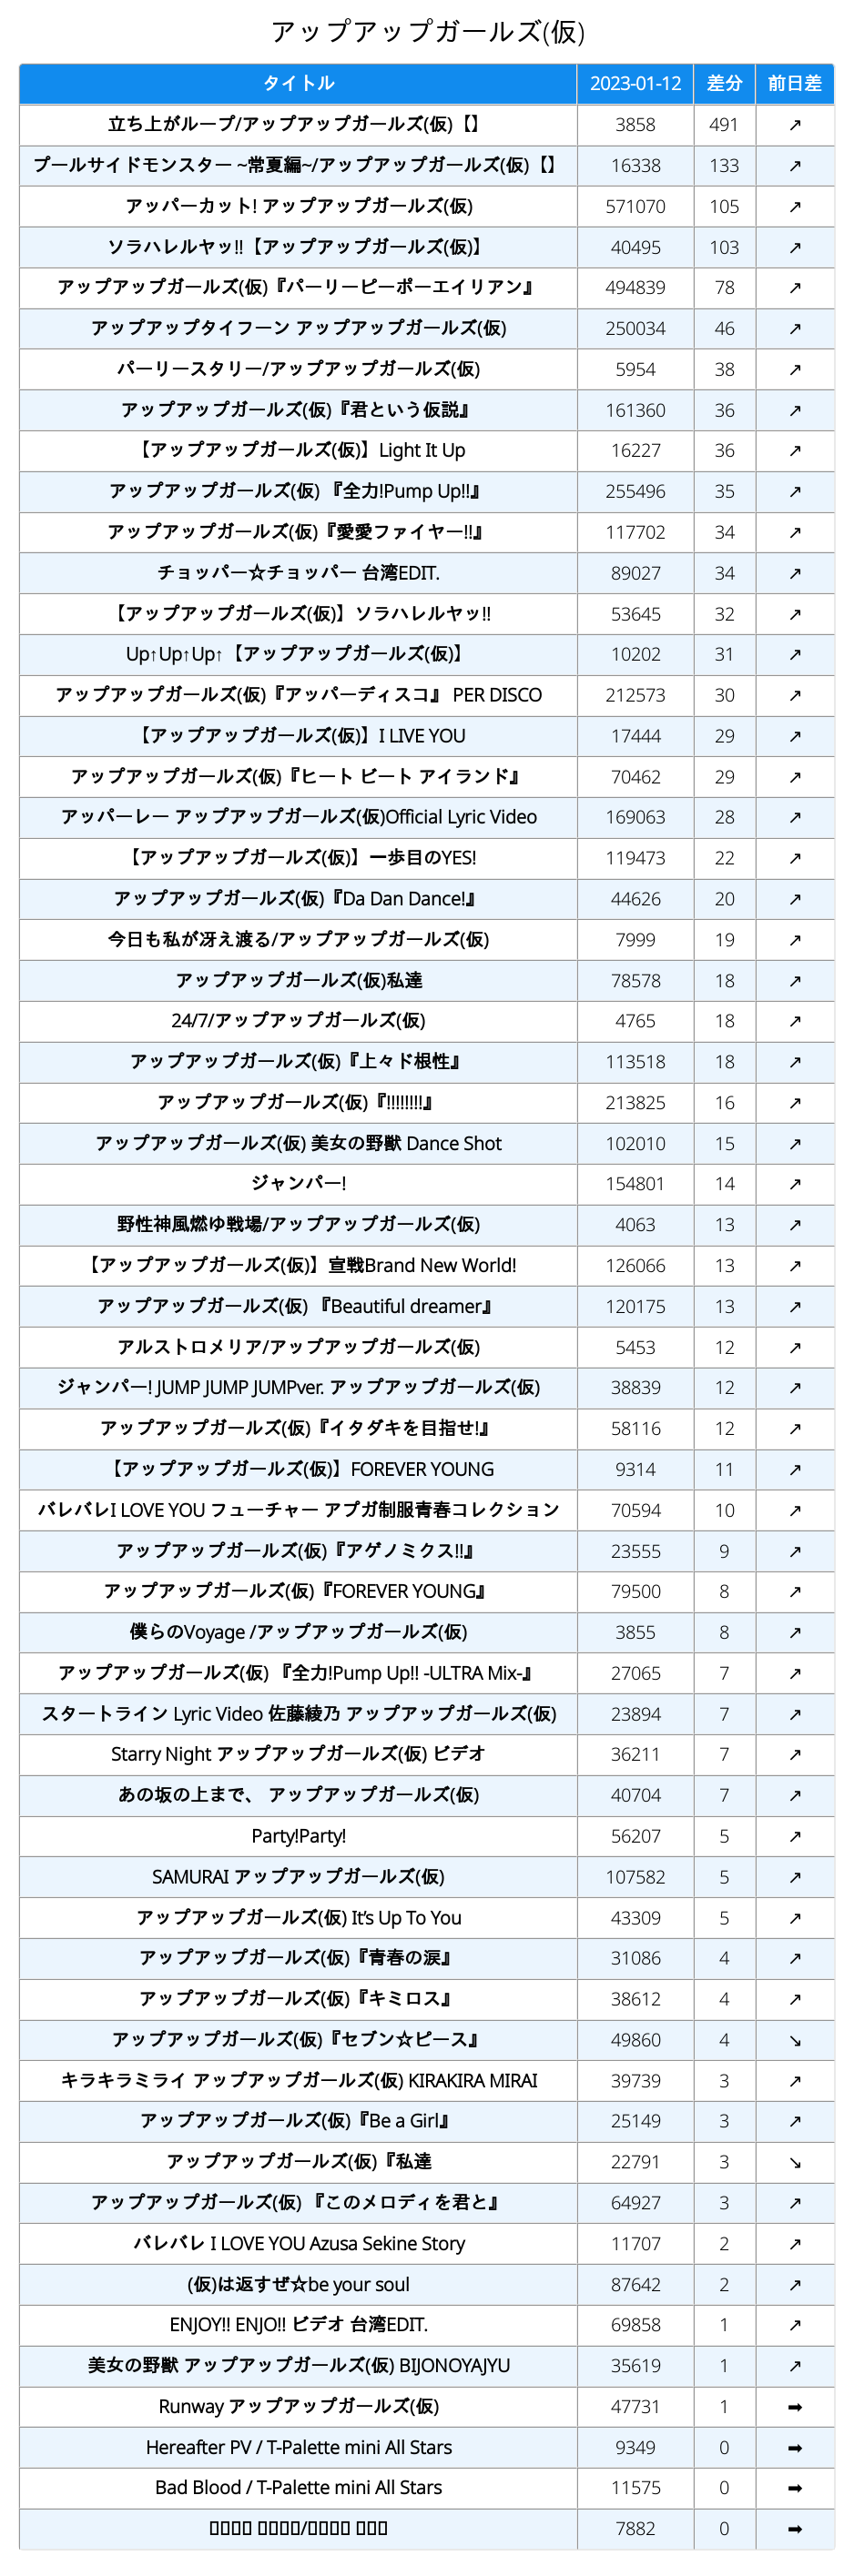 アップアップガールズ(仮)
タイトル 2023-01-12 差分 前日差
立ち上がループ/アップアップガールズ(仮)【】 3858 491 ↗
プールサイドモンスター ~常夏編~/アップアップガールズ(仮)【】 16338 133 ↗
アッパーカット! アップアップガールズ(仮) 571070 105 ↗
ソラハレルヤッ!!【アップアップガールズ(仮)】 40495 103 ↗
アップアップガールズ(仮)『パーリーピーポーエイリアン』 494839 78 ↗
アップアップタイフーン アップアップガールズ(仮) 250034 46 ↗
パーリースタリー/アップアップガールズ(仮) 5954 38 ↗
アップアップガールズ(仮)『君という仮説』 161360 36 ↗
【アップアップガールズ(仮)】Light It Up 16227 36 ↗
アップアップガールズ(仮) 『全力!Pump Up!!』 255496 35 ↗
アップアップガールズ(仮)『愛愛ファイヤー!!』 117702 34 ↗
チョッパー☆チョッパー 台湾EDIT. 89027 34 ↗
【アップアップガールズ(仮)】ソラハレルヤッ!! 53645 32 ↗
Up↑Up↑Up↑【アップアップガールズ(仮)】 10202 31 ↗
アップアップガールズ(仮)『アッパーディスコ』 PER DISCO 212573 30 ↗
【アップアップガールズ(仮)】I LIVE YOU 17444 29 ↗
アップアップガールズ(仮)『ヒート ビート アイランド』 70462 29 ↗
アッパーレー アップアップガールズ(仮)Official Lyric Video 169063 28 ↗
【アップアップガールズ(仮)】一歩目のYES! 119473 22 ↗
アップアップガールズ(仮)『Da Dan Dance!』 44626 20 ↗
今日も私が冴え渡る/アップアップガールズ(仮) 7999 19 ↗
アップアップガールズ(仮)私達 78578 18 ↗
24/7/アップアップガールズ(仮) 4765 18 ↗
アップアップガールズ(仮)『上々ド根性』 113518 18 ↗
アップアップガールズ(仮)『!!!!!!!!』 213825 16 ↗
アップアップガールズ(仮) 美女の野獣 Dance Shot 102010 15 ↗
ジャンパー! 154801 14 ↗
野性神風燃ゆ戦場/アップアップガールズ(仮) 4063 13 ↗
【アップアップガールズ(仮)】宣戦Brand New World! 126066 13 ↗
アップアップガールズ(仮) 『Beautiful dreamer』 120175 13 ↗
アルストロメリア/アップアップガールズ(仮) 5453 12 ↗
ジャンパー! JUMP JUMP JUMPver. アップアップガールズ(仮) 38839 12 ↗
アップアップガールズ(仮)『イタダキを目指せ!』 58116 12 ↗
【アップアップガールズ(仮)】FOREVER YOUNG 9314 11 ↗
バレバレI LOVE YOU フューチャー アプガ制服青春コレクション 70594 10 ↗
アップアップガールズ(仮)『アゲノミクス!!』 23555 9 ↗
アップアップガールズ(仮)『FOREVER YOUNG』 79500 8 ↗
僕らのVoyage /アップアップガールズ(仮) 3855 8 ↗
アップアップガールズ(仮) 『全力!Pump Up!! -ULTRA Mix-』 27065 7 ↗
スタートライン Lyric Video 佐藤綾乃 アップアップガールズ(仮) 23894 7 ↗
Starry Night アップアップガールズ(仮) ビデオ 36211 7 ↗
あの坂の上まで、 アップアップガールズ(仮) 40704 7 ↗
Party!Party! 56207 5 ↗
SAMURAI アップアップガールズ(仮) 107582 5 ↗
アップアップガールズ(仮) It's Up To You 43309 5 ↗
アップアップガールズ(仮)『青春の涙』 31086 4 ↗
アップアップガールズ(仮)『キミロス』 38612 4 ↗
アップアップガールズ(仮)『セブン☆ピース』 49860 4 ↘
キラキラミライ アップアップガールズ(仮) KIRAKIRA MIRAI 39739 3 ↗
アップアップガールズ(仮)『Be a Girl』 25149 3 ↗
アップアップガールズ(仮)『私達 22791 3 ↘
アップアップガールズ(仮) 『このメロディを君と』 64927 3 ↗
バレバレ I LOVE YOU Azusa Sekine Story 11707 2 ↗
(仮)は返すぜ☆be your soul 87642 2 ↗
ENJOY!! ENJO!! ビデオ 台湾EDIT. 69858 1 ↗
美女の野獣 アップアップガールズ(仮) BIJONOYAJYU 35619 1 ↗
Runway アップアップガールズ(仮) 47731 1 ➡
Hereafter PV / T-Palette mini All Stars 9349 0 ➡
Bad Blood / T-Palette mini All Stars 11575 0 ➡
7882 0 ➡